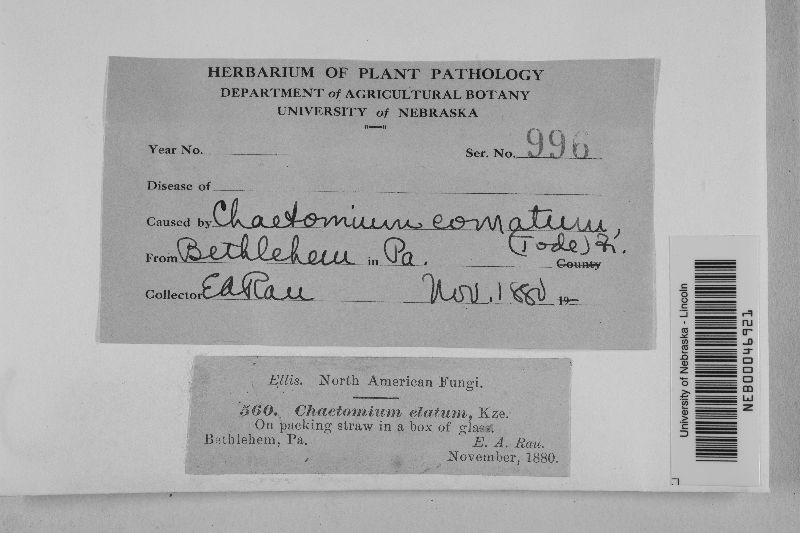 HERBARIUM OF PLANT PATHOLOGY
DEPARTMENT of AGRICULTURAL BOTANY
UNIVERSITY of NEBRASKA
Year No.
Ser. No. 996
Disease of
Caused by Chaetomium comatum,
(Tode) Fr.
From Bethlehem in Pa. County
Collector EA Rau Nov. 1880 19
Ellis. North American Fungi.
560. Chaetomium elatum, Kze.
On packing straw in a box of glass.
Bethlehem, Pa. E. A. Rau.
November, 1880.
University of Nebraska - Lincoln
NEB00046921